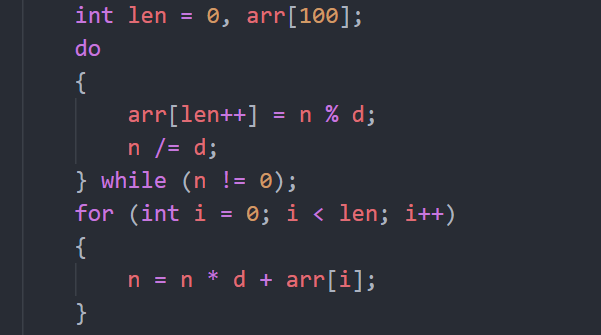 int len = 0, arr[100];
do
{
arr[len++] = n % d;
n /= d;
} while (n != 0);
for (int i = 0; i < len; i++)
{
n = n * d + arr[i];
}